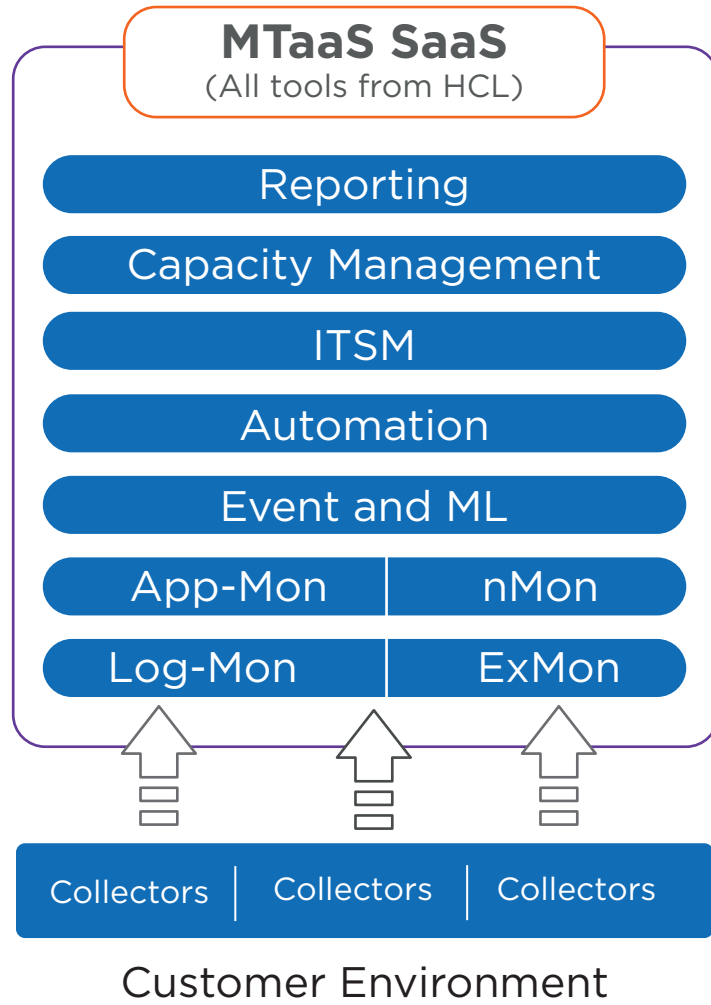 MTaaS SaaS
(All tools from HCL)
Reporting
Capacity Management
ITSM
Automation
Event and ML
App-Mon nMon
Log-Mon ExMon
Collectors Collectors Collectors
Customer Environment